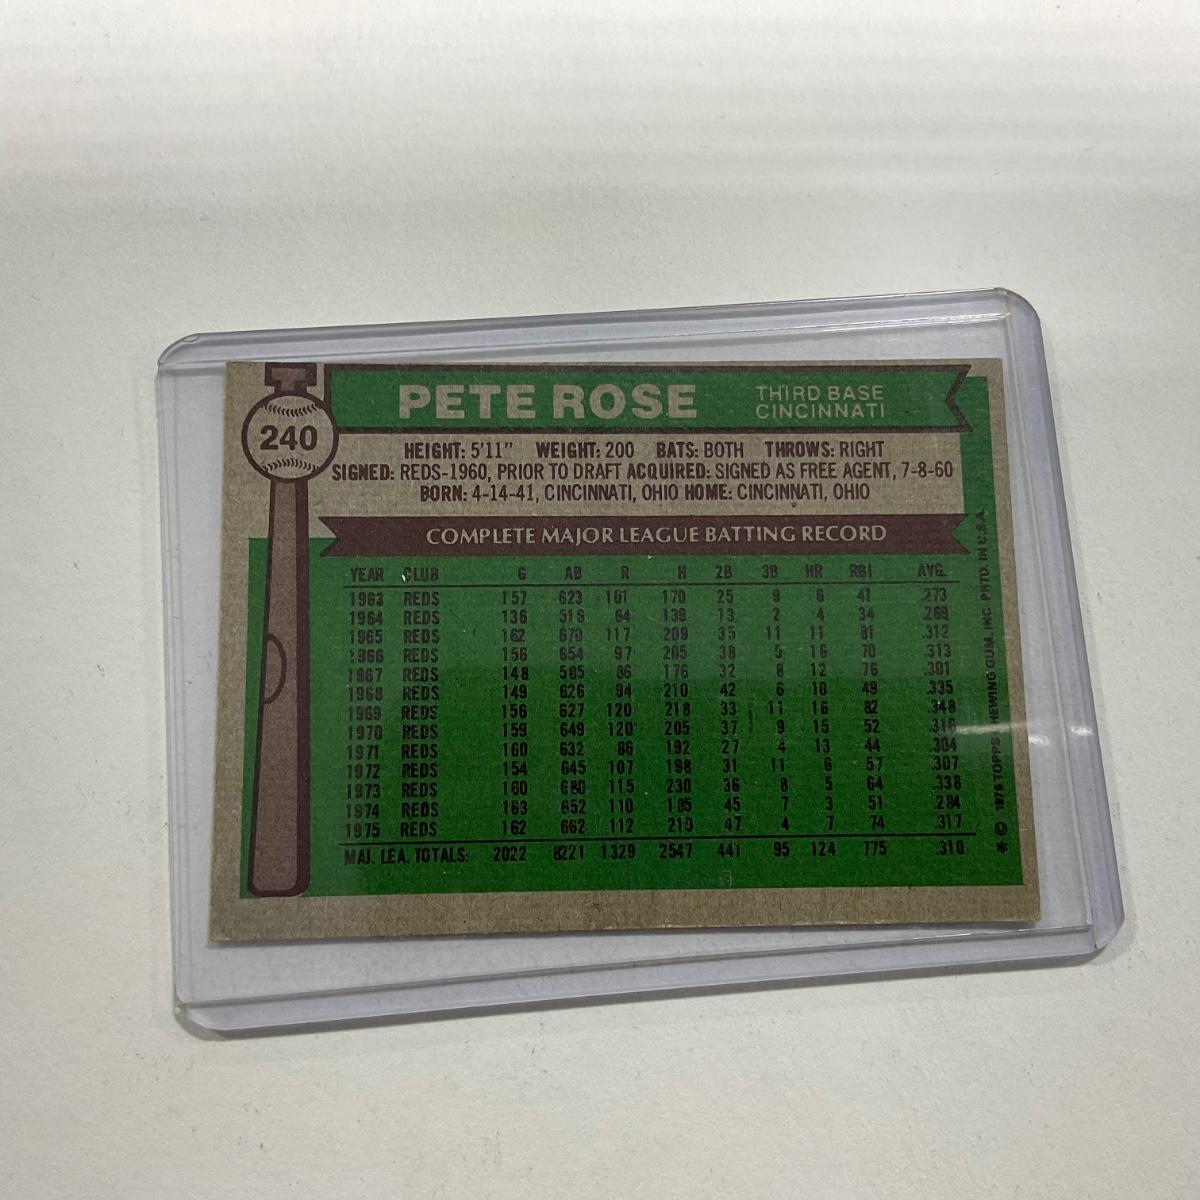 240
PETE ROSE
THIRD BASE
CINCINNATI
HEIGHT: 5'11" WEIGHT: 200 BATS: BOTH THROWS: RIGHT
SIGNED: REDS-1960, PRIOR TO DRAFT ACQUIRED: SIGNED AS FREE AGENT, 7-8-60
BORN: 4-14-41, CINCINNATI, OHIO HOME: CINCINNATI, OHIO
COMPLETE MAJOR LEAGUE BATTING RECORD
YEAR CLUB G AB R H 2B 3B HR RBI AVG.
1963 REDS 157 623 101 170 25 9 6 41 .273
1964 REDS 136 516 64 139 13 2 4 34 .269
1965 REDS 162 670 117 209 35 11 11 81 .312
1966 REDS 156 654 97 205 38 5 16 70 .313
1967 REDS 148 585 86 176 32 8 12 76 .301
1968 REDS 149 626 94 210 42 6 10 49 .335
1969 REDS 156 627 120 218 33 11 16 82 .348
1970 REDS 159 649 120 205 37 9 15 52 .316
1971 REDS 160 632 86 192 27 4 13 44 .304
1972 REDS 154 645 107 198 31 11 6 57 .307
1973 REDS 160 680 115 230 36 8 5 64 .338
1974 REDS 163 652 110 185 45 7 3 51 .284
1975 REDS 162 662 112 210 47 4 7 74 .317
MAJ. LEA. TOTALS: 2022 8221 1329 2547 441 95 124 775 .310
* © 1976 TOPPS CHEWING GUM, INC. PRTD. IN U.S.A.